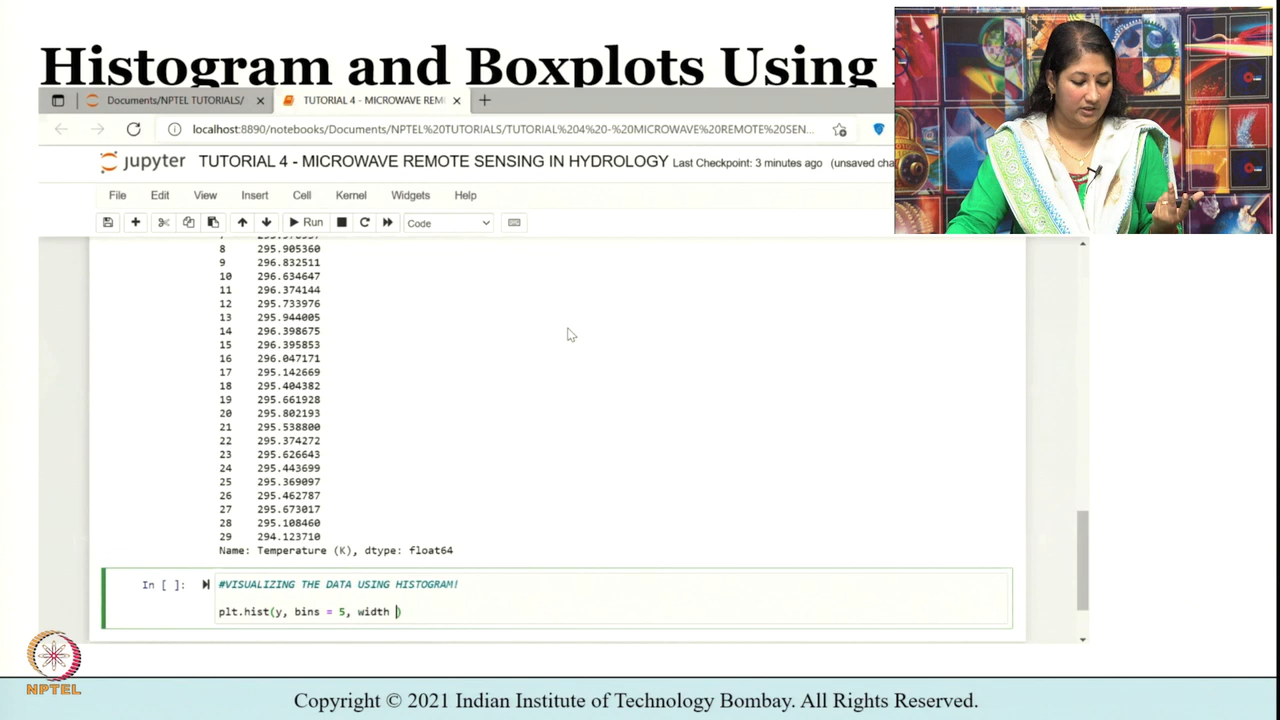 Histogram and Boxplots Using
Documents/NPTEL TUTORIALS/
TUTORIAL 4 - MICROWAVE REM
localhost:8890/notebooks/Documents/NPTEL%20TUTORIALS/TUTORIAL%204%20-%20MICROWAVE%20REMOTE%20SEN...
jupyter TUTORIAL 4 - MICROWAVE REMOTE SENSING IN HYDROLOGY Last Checkpoint: 3 minutes ago (unsaved cha
File Edit View Insert Cell Kernel Widgets Help
Run Code
8 295.905360
9 296.832511
10 296.634647
11 296.374144
12 295.733976
13 295.944005
14 296.398675
15 296.395853
16 296.047171
17 295.142669
18 295.404382
19 295.661928
20 295.802193
21 295.538800
22 295.374272
23 295.626643
24 295.443699
25 295.369097
26 295.462787
27 295.673017
28 295.108460
29 294.123710
Name: Temperature (K), dtype: float64
In [ ]: #VISUALIZING THE DATA USING HISTOGRAM!
plt.hist(y, bins = 5, width )
NPTEL
Copyright © 2021 Indian Institute of Technology Bombay. All Rights Reserved.